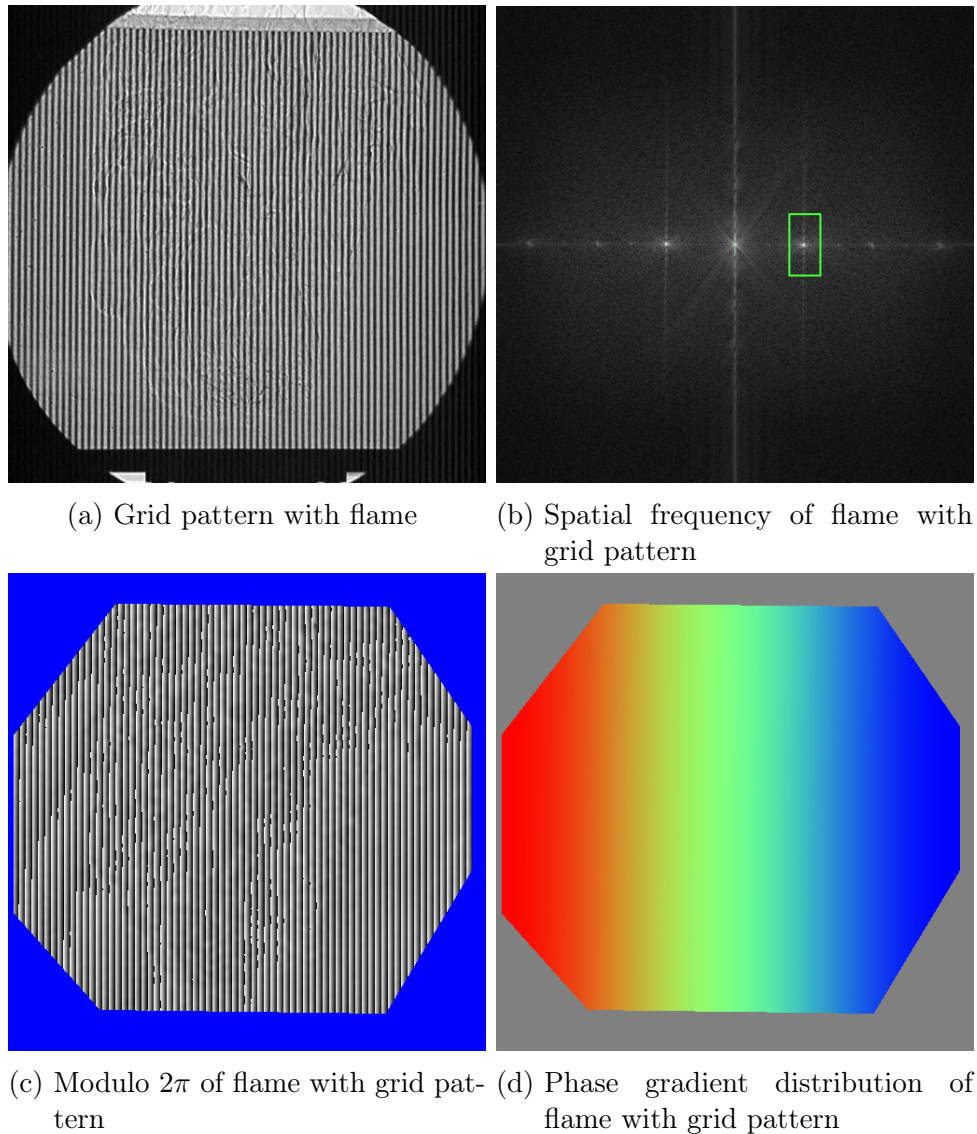 (a) Grid pattern with flame
(b) Spatial frequency of flame with
grid pattern
(c) Modulo 2π of flame with grid pat-
tern
(d) Phase gradient distribution of
flame with grid pattern